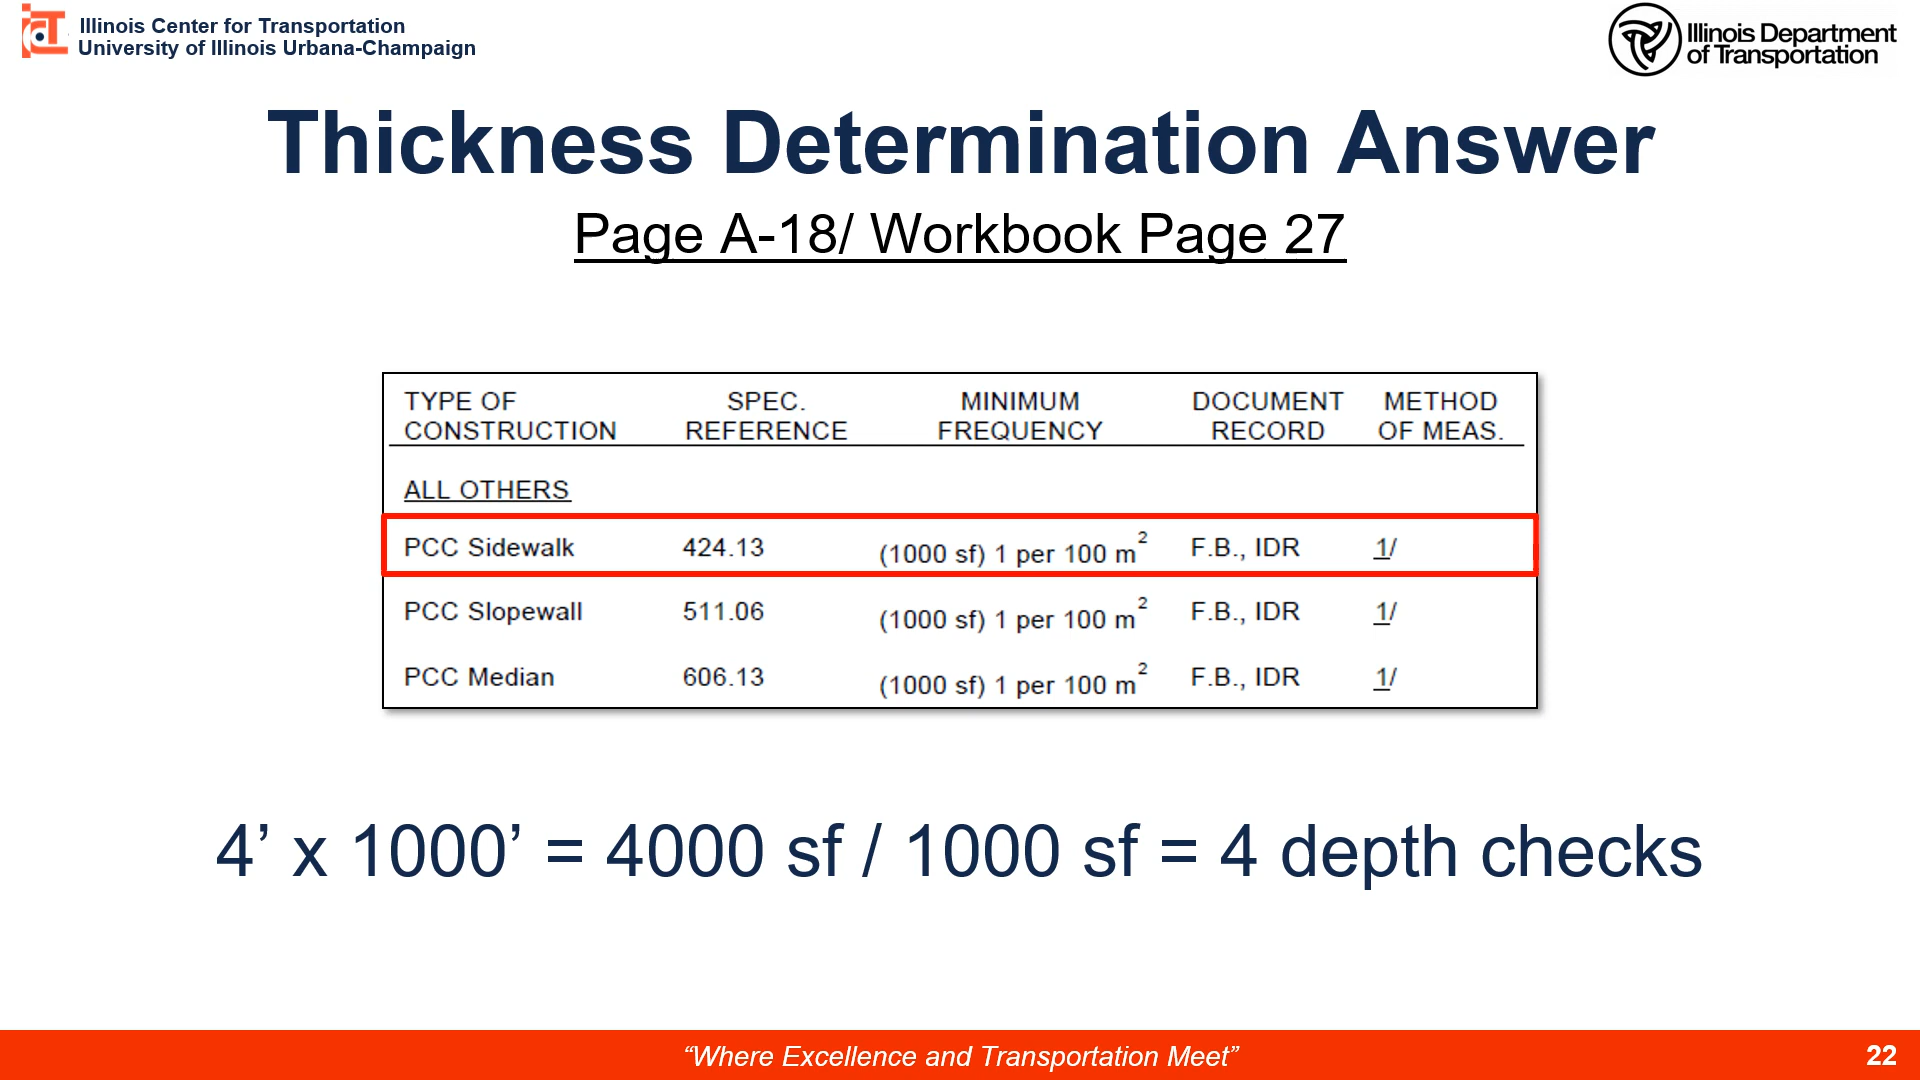 Illinois Center for Transportation
University of Illinois Urbana-Champaign
Illinois Department
of Transportation
Thickness Determination Answer
Page A-18/ Workbook Page 27
TYPE OF CONSTRUCTION SPEC. REFERENCE MINIMUM FREQUENCY DOCUMENT RECORD METHOD OF MEAS.
ALL OTHERS
PCC Sidewalk 424.13 (1000 sf) 1 per 100 m² F.B., IDR 1/
PCC Slopewall 511.06 (1000 sf) 1 per 100 m² F.B., IDR 1/
PCC Median 606.13 (1000 sf) 1 per 100 m² F.B., IDR 1/
4’ x 1000’ = 4000 sf / 1000 sf = 4 depth checks
“Where Excellence and Transportation Meet”
22